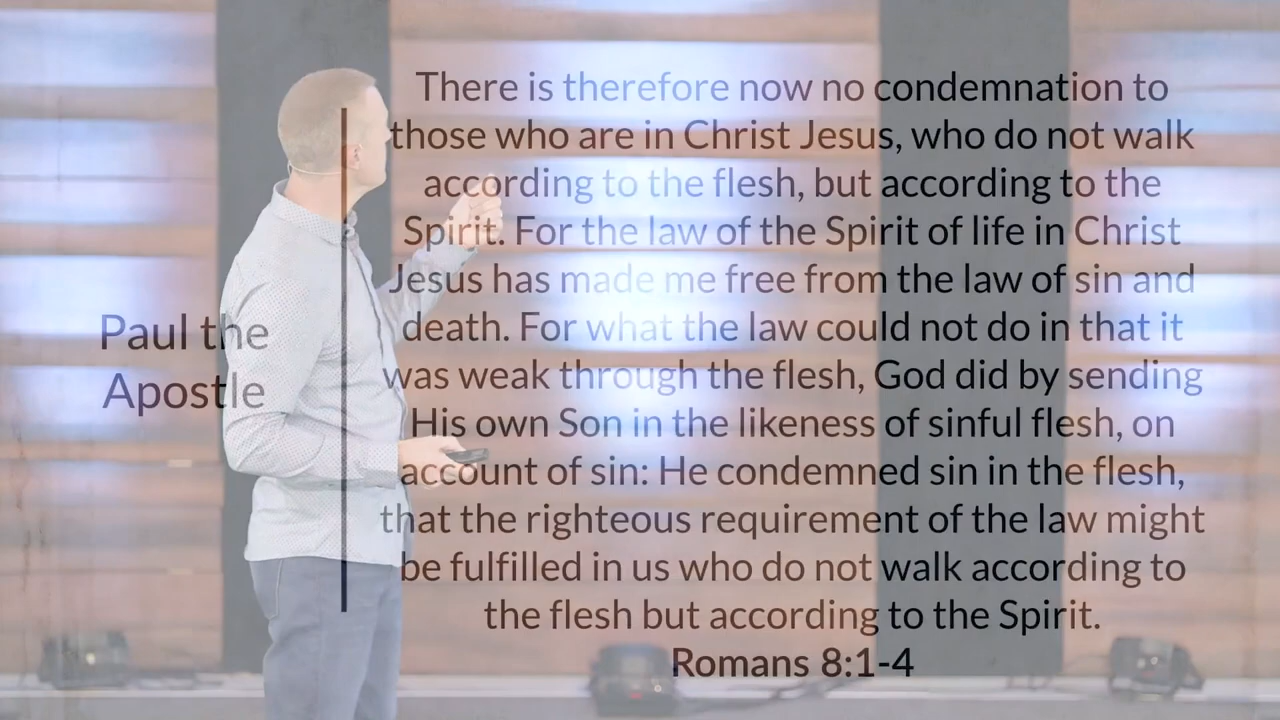 Paul the
Apostle
There is therefore now no condemnation to
those who are in Christ Jesus, who do not walk
according to the flesh, but according to the
Spirit. For the law of the Spirit of life in Christ
Jesus has made me free from the law of sin and
death. For what the law could not do in that it
was weak through the flesh, God did by sending
His own Son in the likeness of sinful flesh, on
account of sin: He condemned sin in the flesh,
that the righteous requirement of the law might
be fulfilled in us who do not walk according to
the flesh but according to the Spirit.
Romans 8:1-4